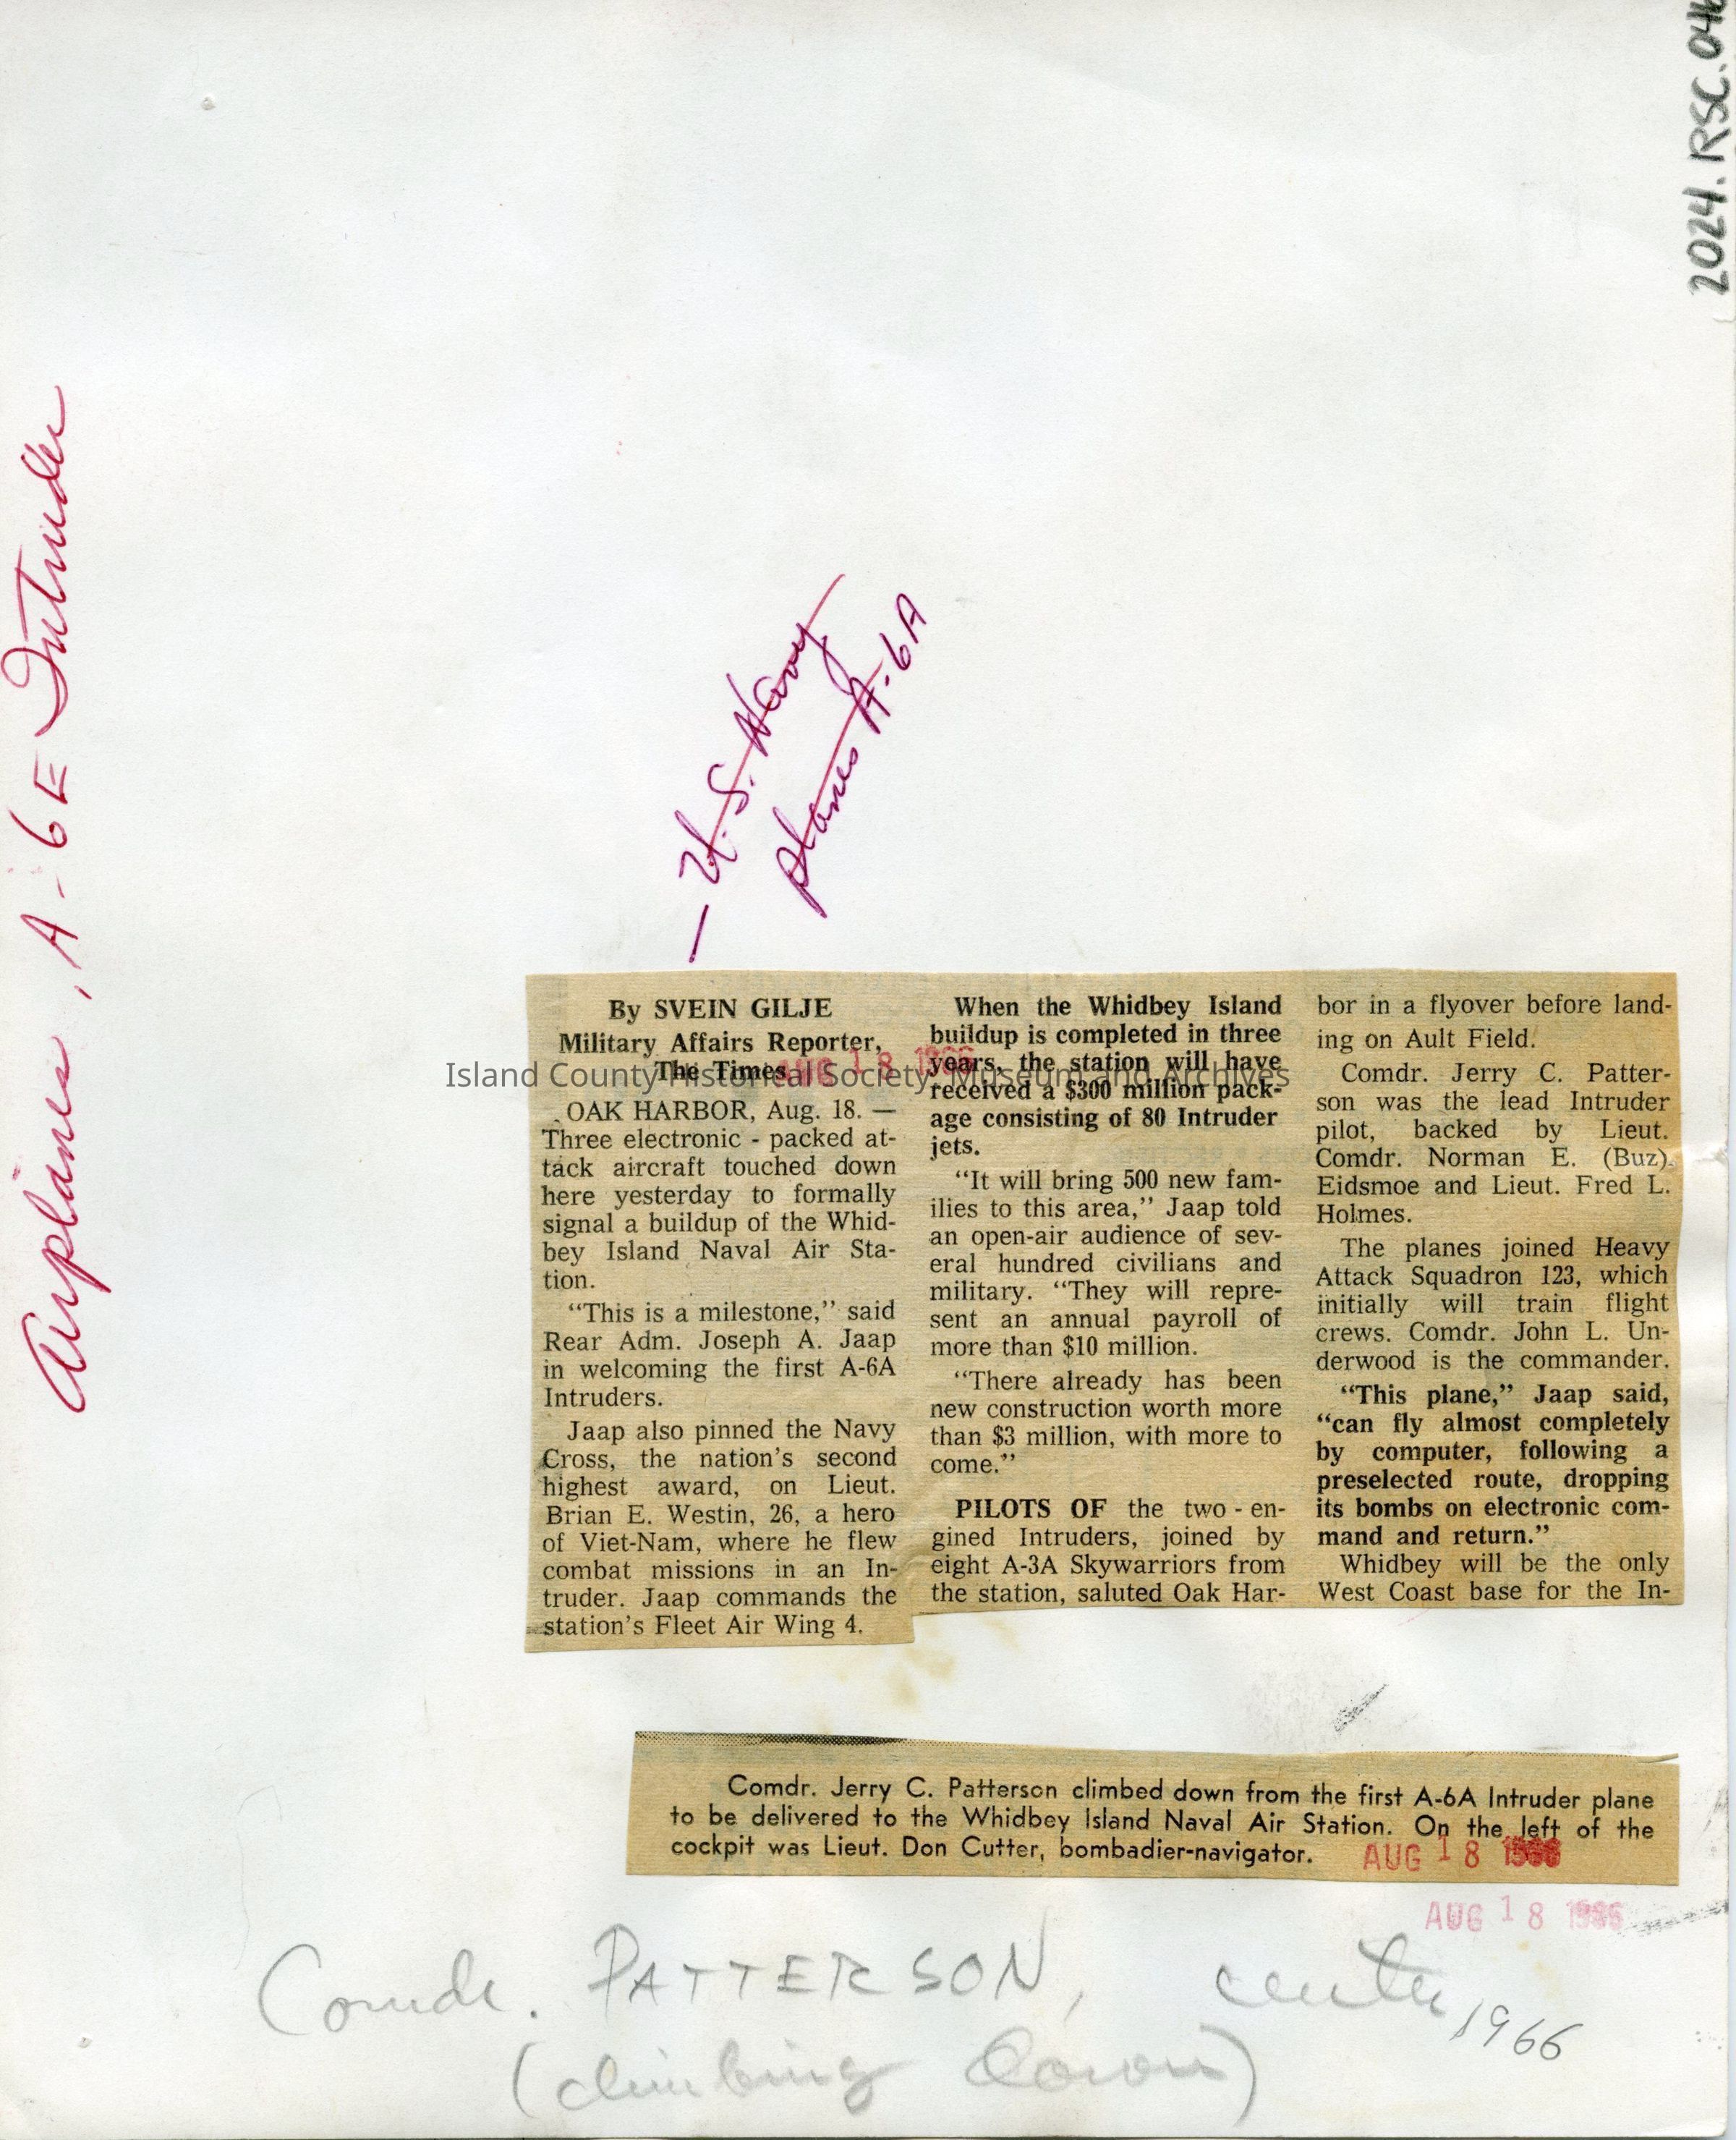 2024.RSC.04
Airplanes, A-6E Intruder
- U.S. Navy
planes A-6A
By SVEIN GILJE
Military Affairs Reporter,
The Times
AUG 18 1966
Island County Historical Society, Museum and Archives
OAK HARBOR, Aug. 18. —
Three electronic - packed at-
tack aircraft touched down
here yesterday to formally
signal a buildup of the Whid-
bey Island Naval Air Sta-
tion.
“This is a milestone,” said
Rear Adm. Joseph A. Jaap
in welcoming the first A-6A
Intruders.
Jaap also pinned the Navy
Cross, the nation’s second
highest award, on Lieut.
Brian E. Westin, 26, a hero
of Viet-Nam, where he flew
combat missions in an In-
truder. Jaap commands the
station’s Fleet Air Wing 4.
When the Whidbey Island
buildup is completed in three
years, the station will have
received a $300 million pack-
age consisting of 80 Intruder
jets.
“It will bring 500 new fam-
ilies to this area,” Jaap told
an open-air audience of sev-
eral hundred civilians and
military. “They will repre-
sent an annual payroll of
more than $10 million.
“There already has been
new construction worth more
than $3 million, with more to
come.”
PILOTS OF the two - en-
gined Intruders, joined by
eight A-3A Skywarriors from
the station, saluted Oak Har-
bor in a flyover before land-
ing on Ault Field.
Comdr. Jerry C. Patter-
son was the lead Intruder
pilot, backed by Lieut.
Comdr. Norman E. (Buz)
Eidsmoe and Lieut. Fred L.
Holmes.
The planes joined Heavy
Attack Squadron 123, which
initially will train flight
crews. Comdr. John L. Un-
derwood is the commander.
“This plane,” Jaap said,
“can fly almost completely
by computer, following a
preselected route, dropping
its bombs on electronic com-
mand and return.”
Whidbey will be the only
West Coast base for the In-
Comdr. Jerry C. Patterson climbed down from the first A-6A Intruder plane
to be delivered to the Whidbey Island Naval Air Station. On the left of the
cockpit was Lieut. Don Cutter, bombadier-navigator.
AUG 18 1966
AUG 18 1966
Comdr. PATTERSON, center
1966
(climbing down)